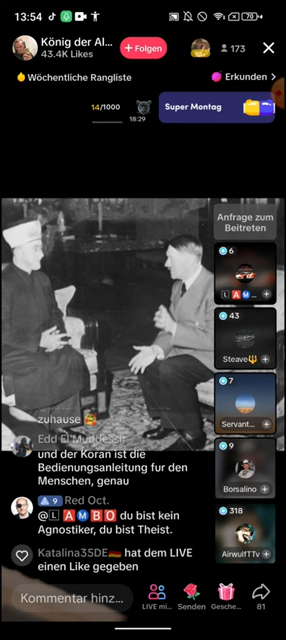 13:54
70
König der Al...
43.4K Likes
+ Folgen
173
Wöchentliche Rangliste
Erkunden >
14/1000
18:29
Super Montag
Anfrage zum
Beitreten
6
L A M...
43
Steave
7
Servant...
9
Borsalino
318
AirwulfTTv
zuhause
Edd El Muddessir
und der Koran ist die
Bedienungsanleitung fur den
Menschen, genau
9 Red Oct.
@L A M B O du bist kein
Agnostiker, du bist Theist.
Katalina35DE hat dem LIVE
einen Like gegeben
Kommentar hinz...
LIVE mi...
Senden
Gesche...
81